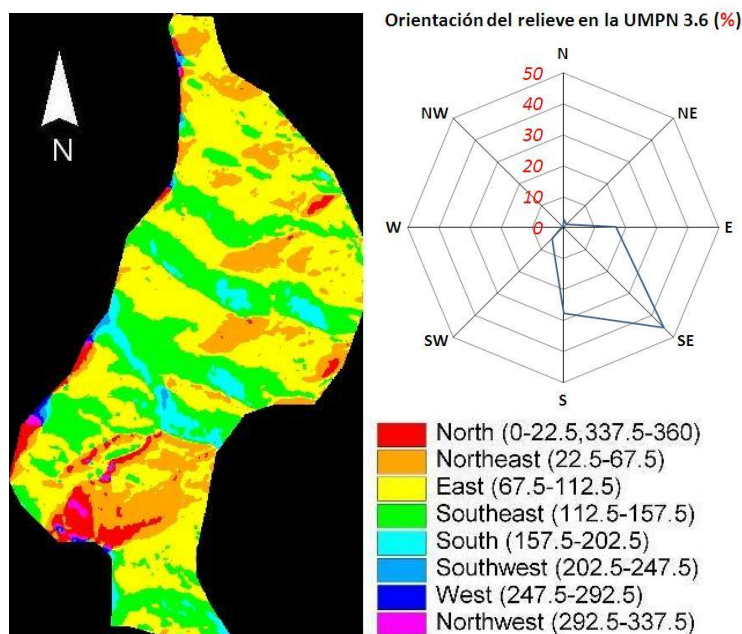 N
Orientación del relieve en la UMPN 3.6 (%)
N
NE
E
SE
S
SW
W
NW
50
40
30
20
10
0
North (0-22.5,337.5-360)
Northeast (22.5-67.5)
East (67.5-112.5)
Southeast (112.5-157.5)
South (157.5-202.5)
Southwest (202.5-247.5)
West (247.5-292.5)
Northwest (292.5-337.5)